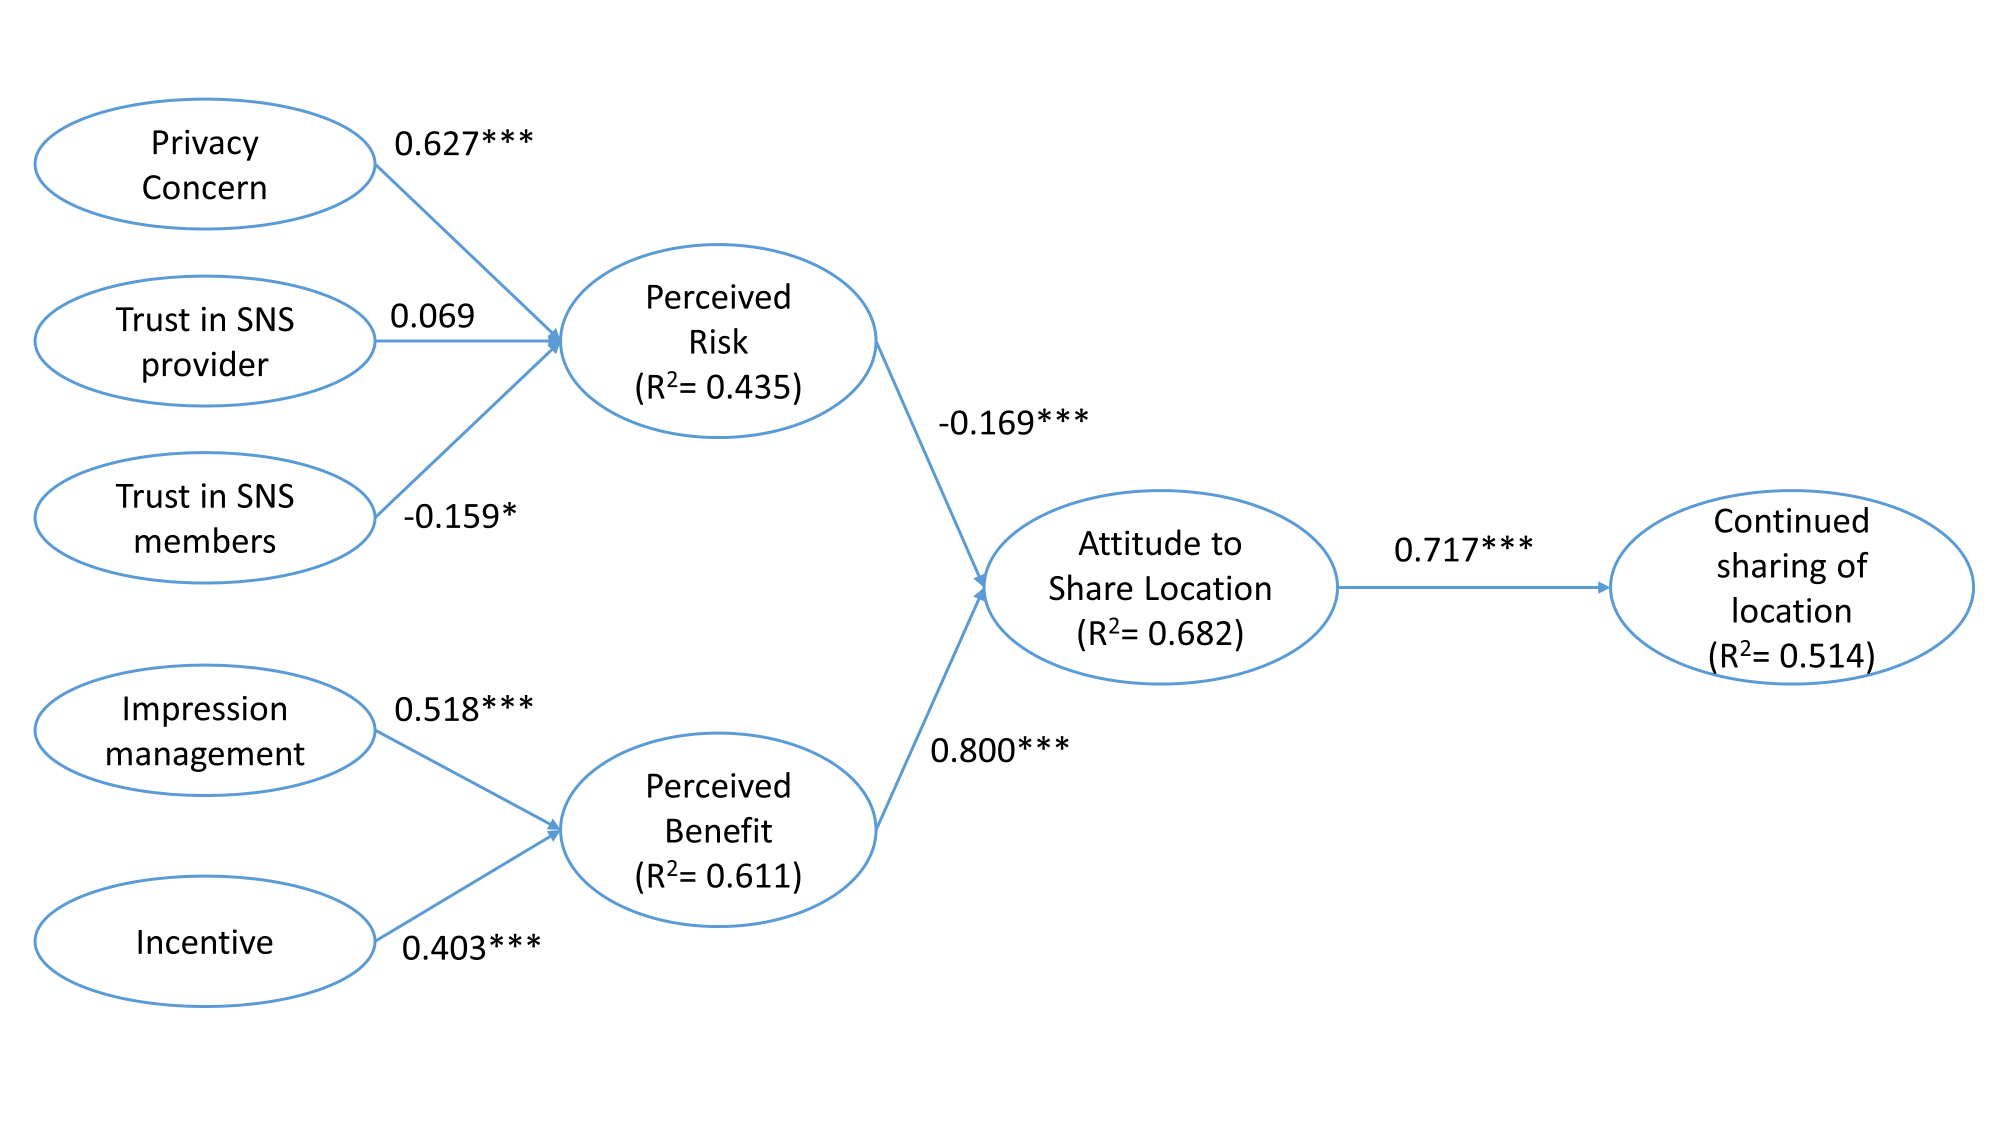 Privacy
Concern
0.627***
Trust in SNS
provider
0.069
Trust in SNS
members
-0.159*
Perceived
Risk
(R²= 0.435)
-0.169***
Impression
management
0.518***
Incentive
0.403***
Perceived
Benefit
(R²= 0.611)
0.800***
Attitude to
Share Location
(R²= 0.682)
0.717***
Continued
sharing of
location
(R²= 0.514)